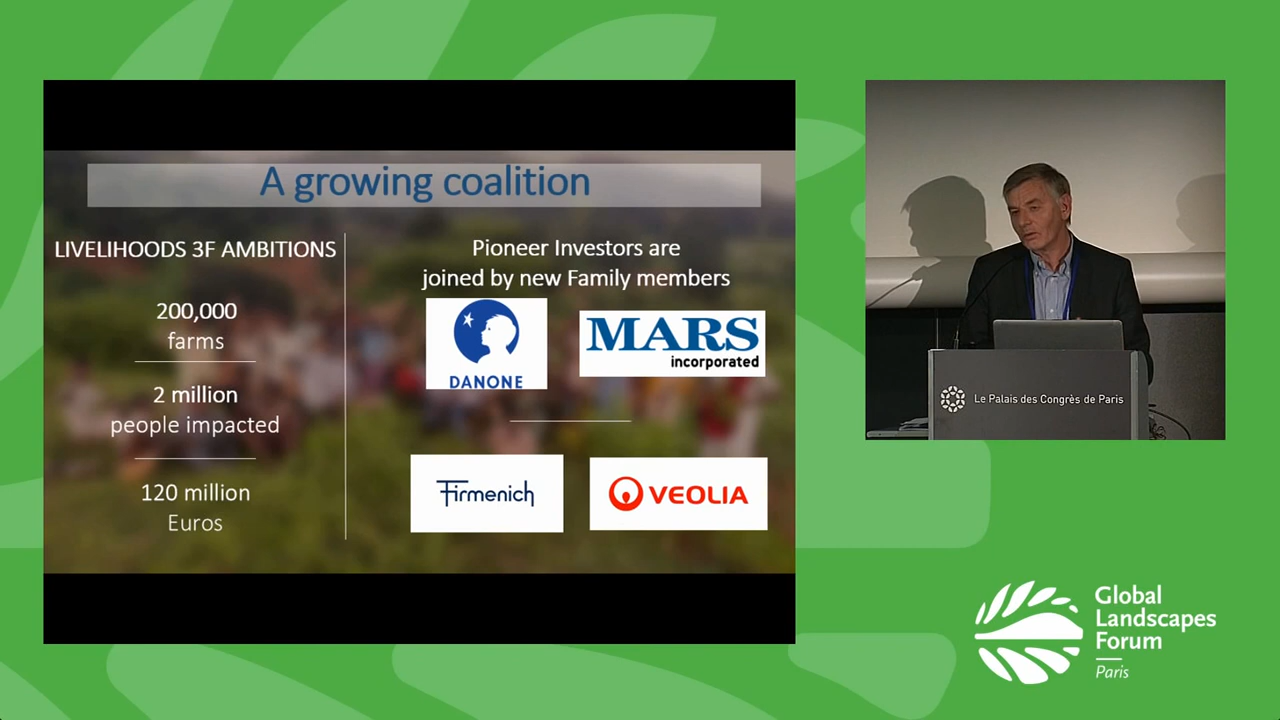 A growing coalition
LIVELIHOODS 3F AMBITIONS
200,000
farms
2 million
people impacted
120 million
Euros
Pioneer Investors are
joined by new Family members
DANONE
MARS
incorporated
Firmenich
VEOLIA
Le Palais des Congrès de Paris
Global
Landscapes
Forum
Paris